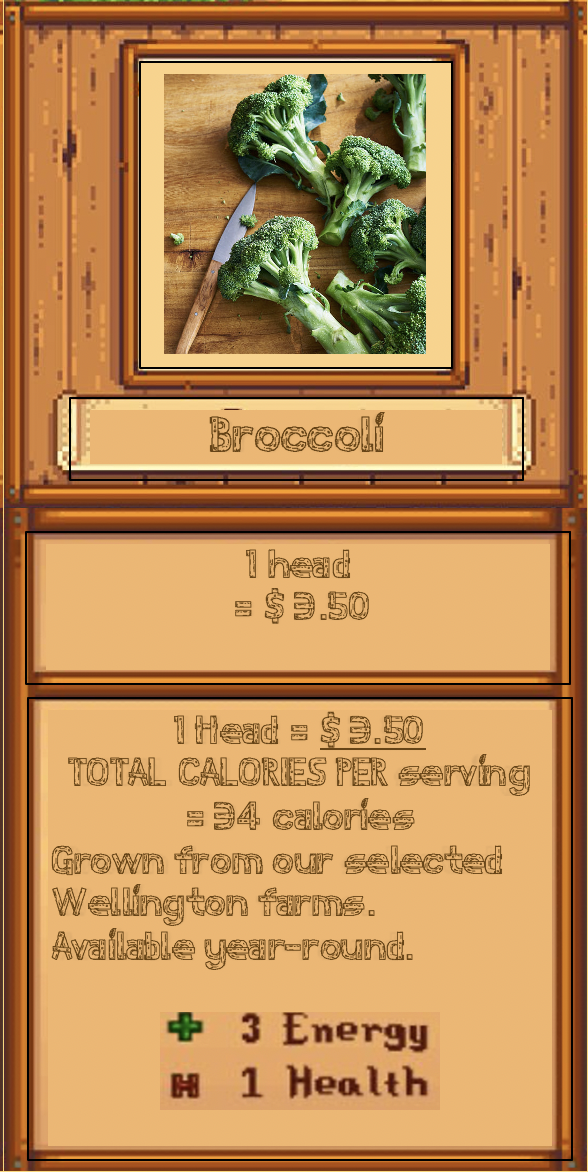 Broccoli
1 head
= $3.50
1 Head = $3.50
TOTAL CALORIES PER serving
= 34 calories
Grown from our selected
Wellington farms.
Available year-round.
3 Energy
1 Health